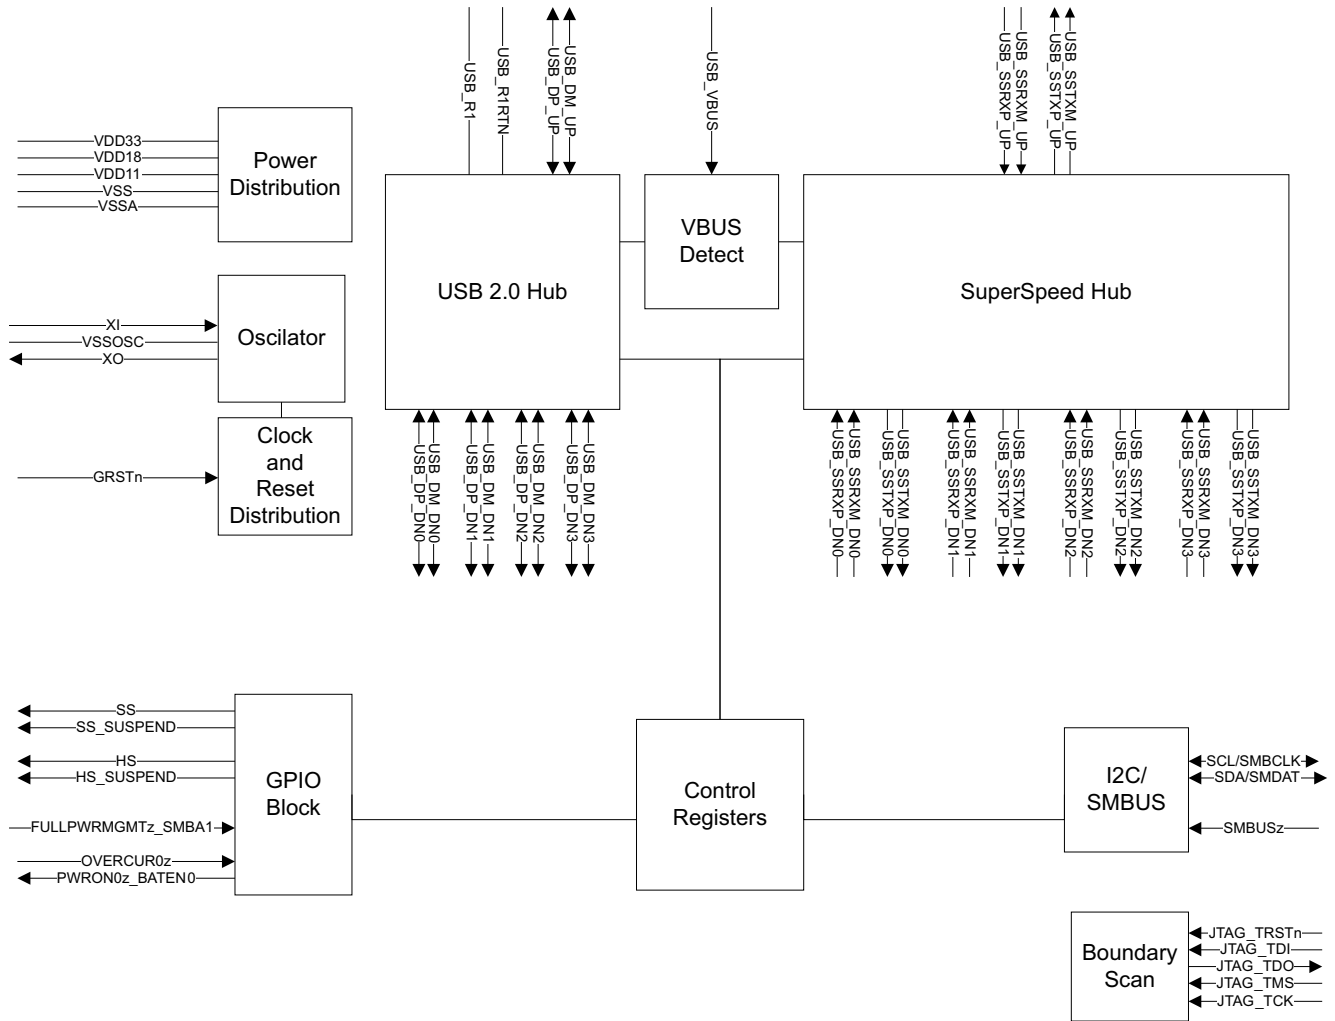 USB_R1
USB_R1RTN
USB_DP_UP
USB_DM_UP
USB_VBUS
USB_SSRXP_UP
USB_SSRXM_UP
USB_SSTXP_UP
USB_SSTXM_UP
VDD33
VDD18
VDD11
VSS
VSSA
Power
Distribution
USB 2.0 Hub
VBUS
Detect
SuperSpeed Hub
XI
VSSOSC
XO
Oscilator
GRSTn
Clock
and
Reset
Distribution
USB_DP_DN0
USB_DM_DN0
USB_DP_DN1
USB_DM_DN1
USB_DP_DN2
USB_DM_DN2
USB_DP_DN3
USB_DM_DN3
USB_SSRXP_DN0
USB_SSRXM_DN0
USB_SSTXP_DN0
USB_SSTXM_DN0
USB_SSRXP_DN1
USB_SSRXM_DN1
USB_SSTXP_DN1
USB_SSTXM_DN1
USB_SSRXP_DN2
USB_SSRXM_DN2
USB_SSTXP_DN2
USB_SSTXM_DN2
USB_SSRXP_DN3
USB_SSRXM_DN3
USB_SSTXP_DN3
USB_SSTXM_DN3
SS
SS_SUSPEND
HS
HS_SUSPEND
FULLPWRMGMTz_SMBA1
OVERCUR0z
PWRON0z_BATEN0
GPIO
Block
Control
Registers
I2C/
SMBUS
SCL/SMBCLK
SDA/SMDAT
SMBUSz
Boundary
Scan
JTAG_TRSTn
JTAG_TDI
JTAG_TDO
JTAG_TMS
JTAG_TCK